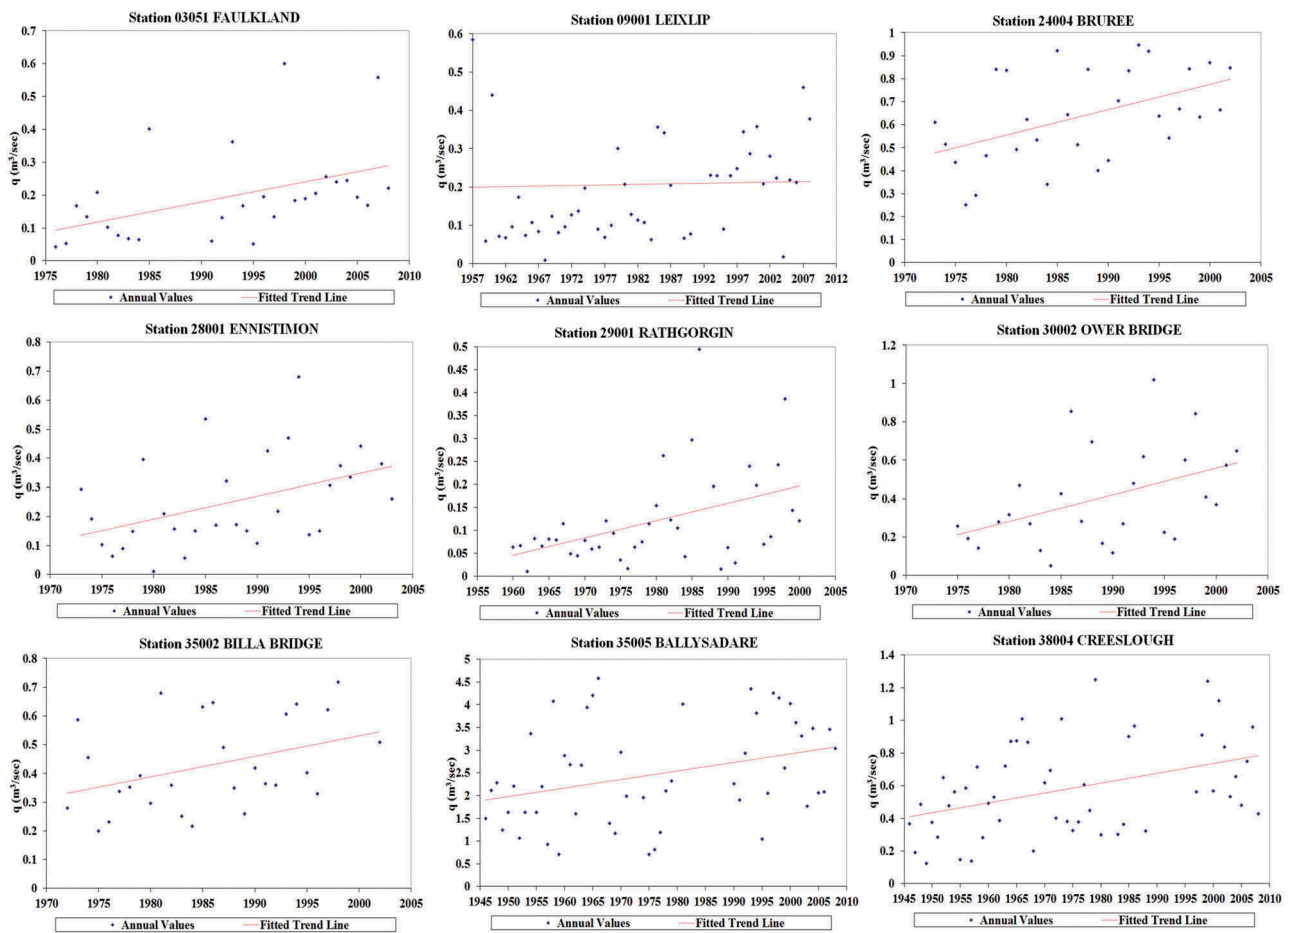 Station 03051 FAULKLAND
q (m³/sec)
0.7
0.6
0.5
0.4
0.3
0.2
0.1
0
1975 1980 1985 1990 1995 2000 2005 2010
Annual Values Fitted Trend Line
Station 09001 LEIXLIP
q (m³/sec)
0.6
0.5
0.4
0.3
0.2
0.1
0
1957 1962 1967 1972 1977 1982 1987 1992 1997 2002 2007 2012
Annual Values Fitted Trend Line
Station 24004 BRUREE
q (m³/sec)
1
0.9
0.8
0.7
0.6
0.5
0.4
0.3
0.2
0.1
0
1970 1975 1980 1985 1990 1995 2000 2005
Annual Values Fitted Trend Line
Station 28001 ENNISTIMON
q (m³/sec)
0.8
0.7
0.6
0.5
0.4
0.3
0.2
0.1
0
1970 1975 1980 1985 1990 1995 2000 2005
Annual Values Fitted Trend Line
Station 29001 RATHGORGIN
q (m³/sec)
0.5
0.45
0.4
0.35
0.3
0.25
0.2
0.15
0.1
0.05
0
1955 1960 1965 1970 1975 1980 1985 1990 1995 2000 2005
Annual Values Fitted Trend Line
Station 30002 OWER BRIDGE
q (m³/sec)
1.2
1
0.8
0.6
0.4
0.2
0
1970 1975 1980 1985 1990 1995 2000 2005
Annual Values Fitted Trend Line
Station 35002 BILLA BRIDGE
q (m³/sec)
0.8
0.7
0.6
0.5
0.4
0.3
0.2
0.1
0
1970 1975 1980 1985 1990 1995 2000 2005
Annual Values Fitted Trend Line
Station 35005 BALLYSADARE
q (m³/sec)
5
4.5
4
3.5
3
2.5
2
1.5
1
0.5
0
1945 1950 1955 1960 1965 1970 1975 1980 1985 1990 1995 2000 2005 2010
Annual Values Fitted Trend Line
Station 38004 CREESLOUGH
q (m³/sec)
1.4
1.2
1
0.8
0.6
0.4
0.2
0
1945 1950 1955 1960 1965 1970 1975 1980 1985 1990 1995 2000 2005 2010
Annual Values Fitted Trend Line